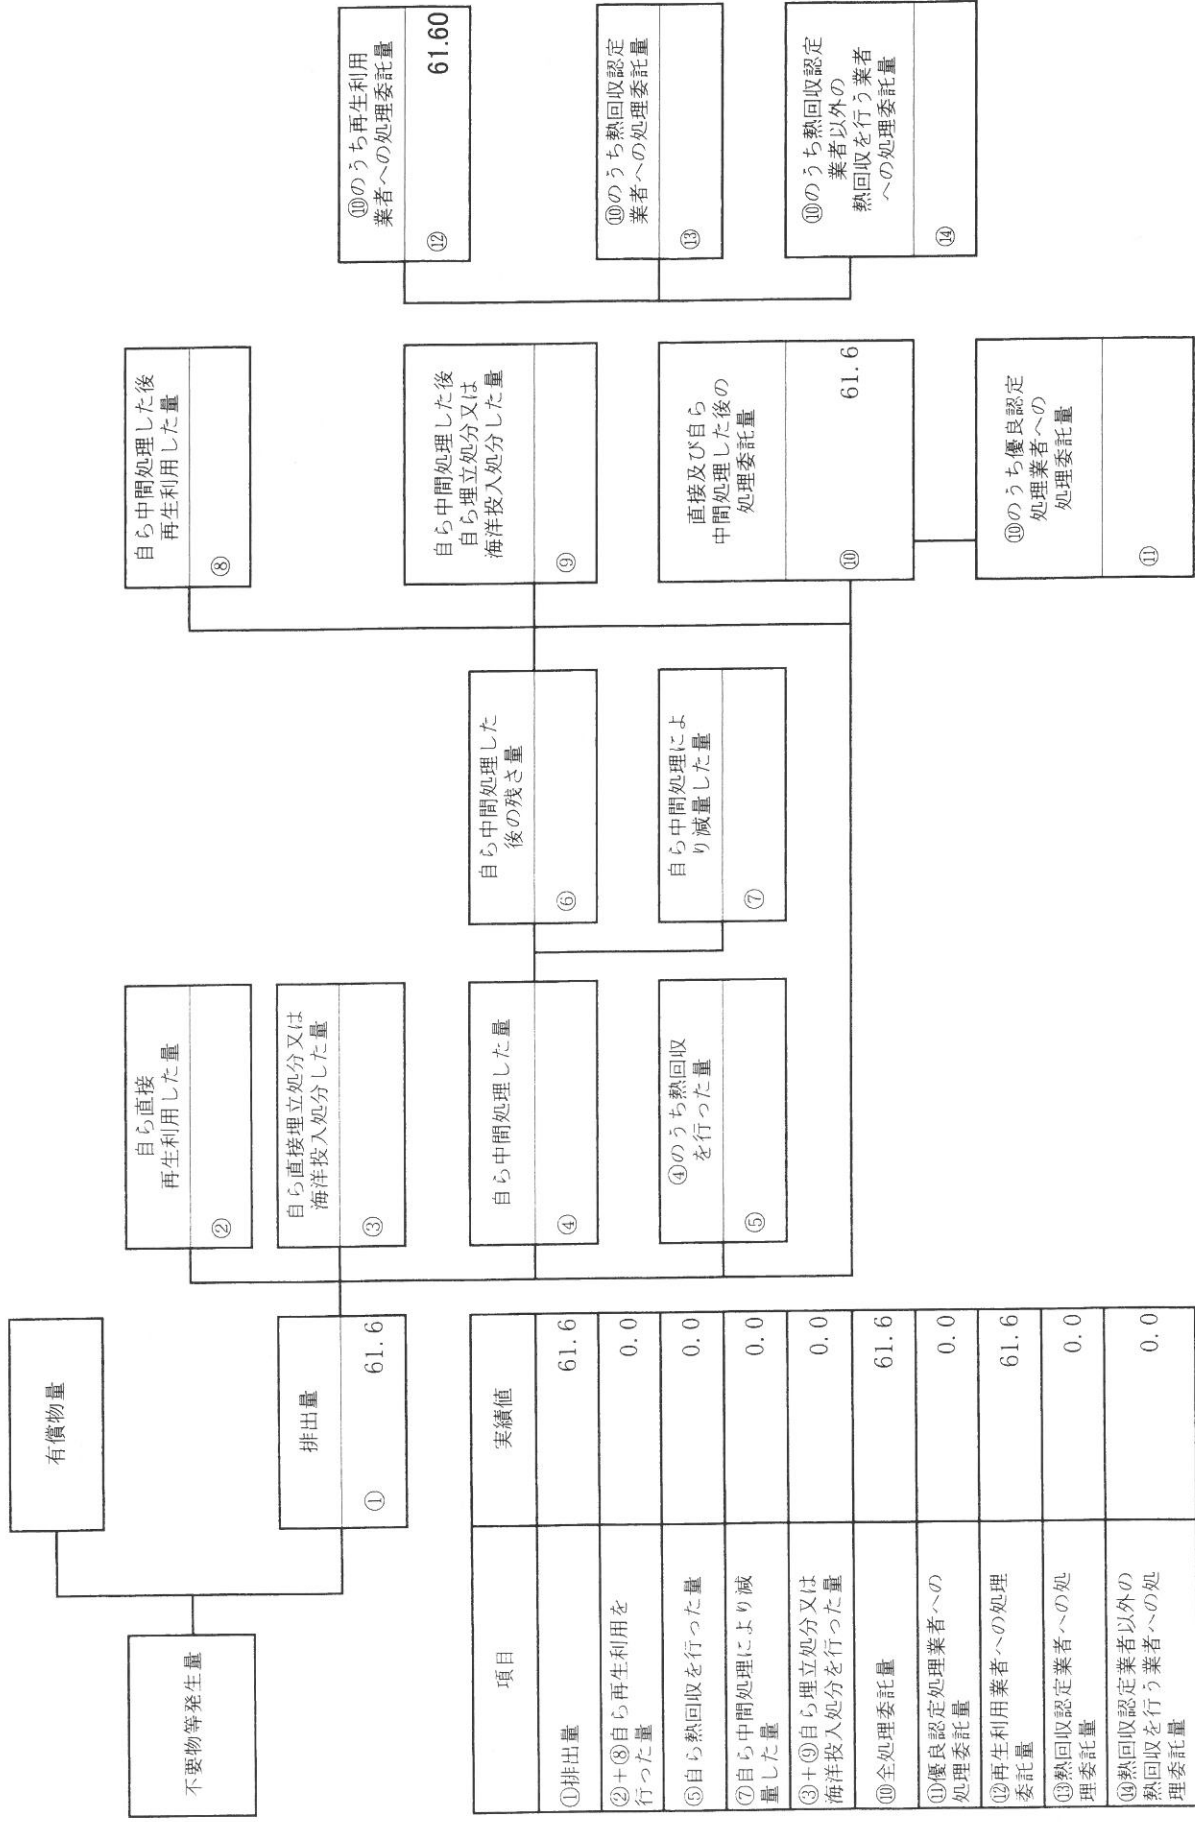 不要物等発生量
有償物量
排出量
① 61.6
自ら直接
再生利用した量
②
自ら直接埋立処分又は
海洋投入処分した量
③
自ら中間処理した量
④
④のうち熱回収
を行った量
⑤
自ら中間処理した
後の残さ量
⑥
自ら中間処理によ
り減量した量
⑦
自ら中間処理した後
再生利用した量
⑧
自ら中間処理した後
自ら埋立処分又は
海洋投入処分した量
⑨
直接及び自ら
中間処理した後の
処理委託量
⑩ 61.6
⑩のうち優良認定
処理業者への
処理委託量
⑪
⑩のうち再生利用
業者への処理委託量
⑫ 61.60
⑩のうち熱回収認定
業者への処理委託量
⑬
⑩のうち熱回収認定
業者以外の
熱回収を行う業者
への処理委託量
⑭
項目 実績値
①排出量 61.6
②+⑧自ら再生利用を
行った量 0.0
⑤自ら熱回収を行った量 0.0
⑦自ら中間処理により減
量した量 0.0
③+⑨自ら埋立処分又は
海洋投入処分を行った量 0.0
⑩全処理委託量 61.6
⑪優良認定処理業者への
処理委託量 0.0
⑫再生利用業者への処理
委託量 61.6
⑬熱回収認定業者への処
理委託量 0.0
⑭熱回収認定業者以外の
熱回収を行う業者への処
理委託量 0.0